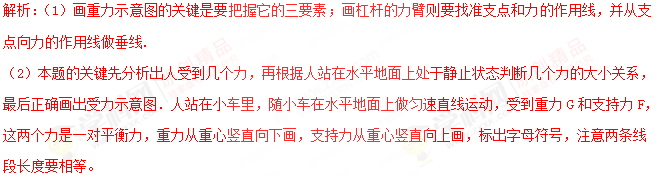 解析：（1）画重力示意图的关键是要把握它的三要素；画杠杆的力臂则要找准支点和力的作用线，并从支
点向力的作用线做垂线．
（2）本题的关键先分析出人受到几个力，再根据人站在水平地面上处于静止状态判断几个力的大小关系，
最后正确画出受力示意图．人站在小车里，随小车在水平地面上做匀速直线运动，受到重力G和支持力F，
这两个力是一对平衡力，重力从重心竖直向下画，支持力从重心竖直向上画，标出字母符号，注意两条线
段长度要相等。